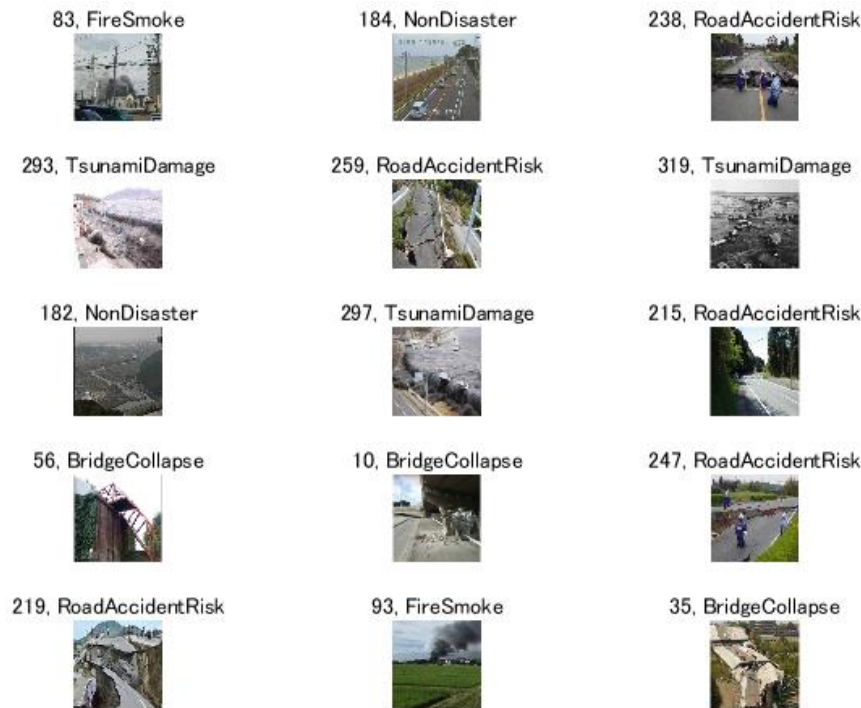 83, FireSmoke
184, NonDisaster
238, RoadAccidentRisk
293, TsunamiDamage
259, RoadAccidentRisk
319, TsunamiDamage
182, NonDisaster
297, TsunamiDamage
215, RoadAccidentRisk
56, BridgeCollapse
10, BridgeCollapse
247, RoadAccidentRisk
219, RoadAccidentRisk
93, FireSmoke
35, BridgeCollapse